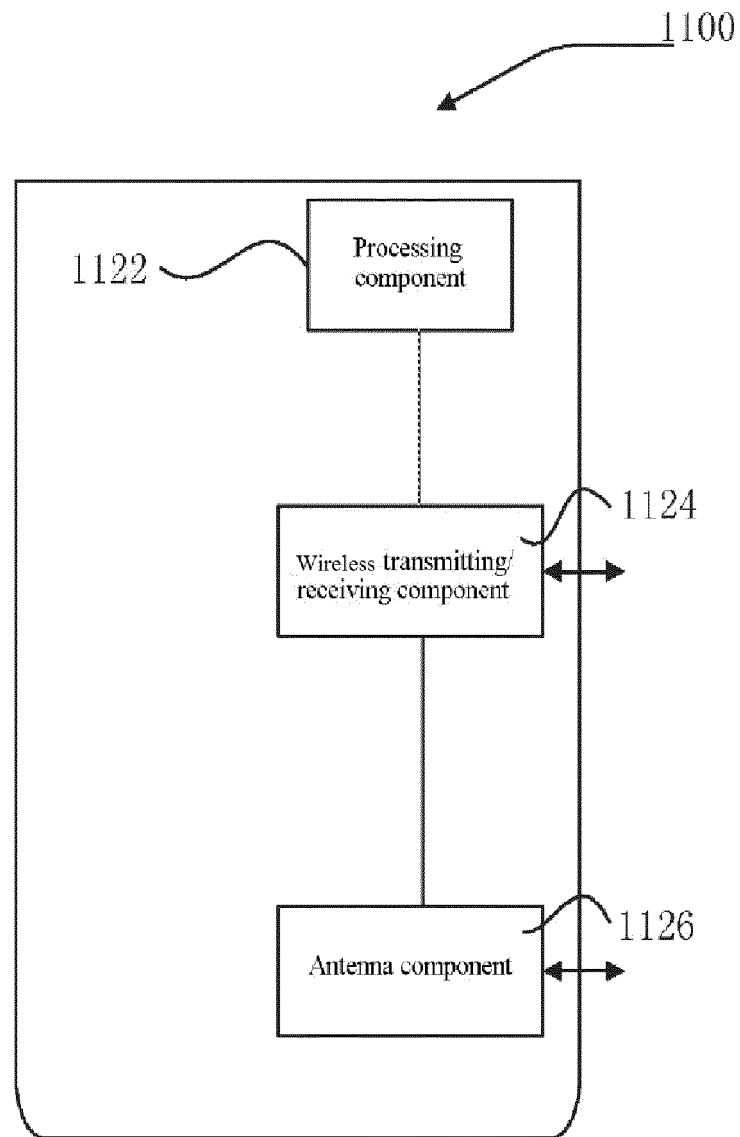 1100
Processing
component
1122
1124
Wireless transmitting/
receiving component
1126
Antenna component